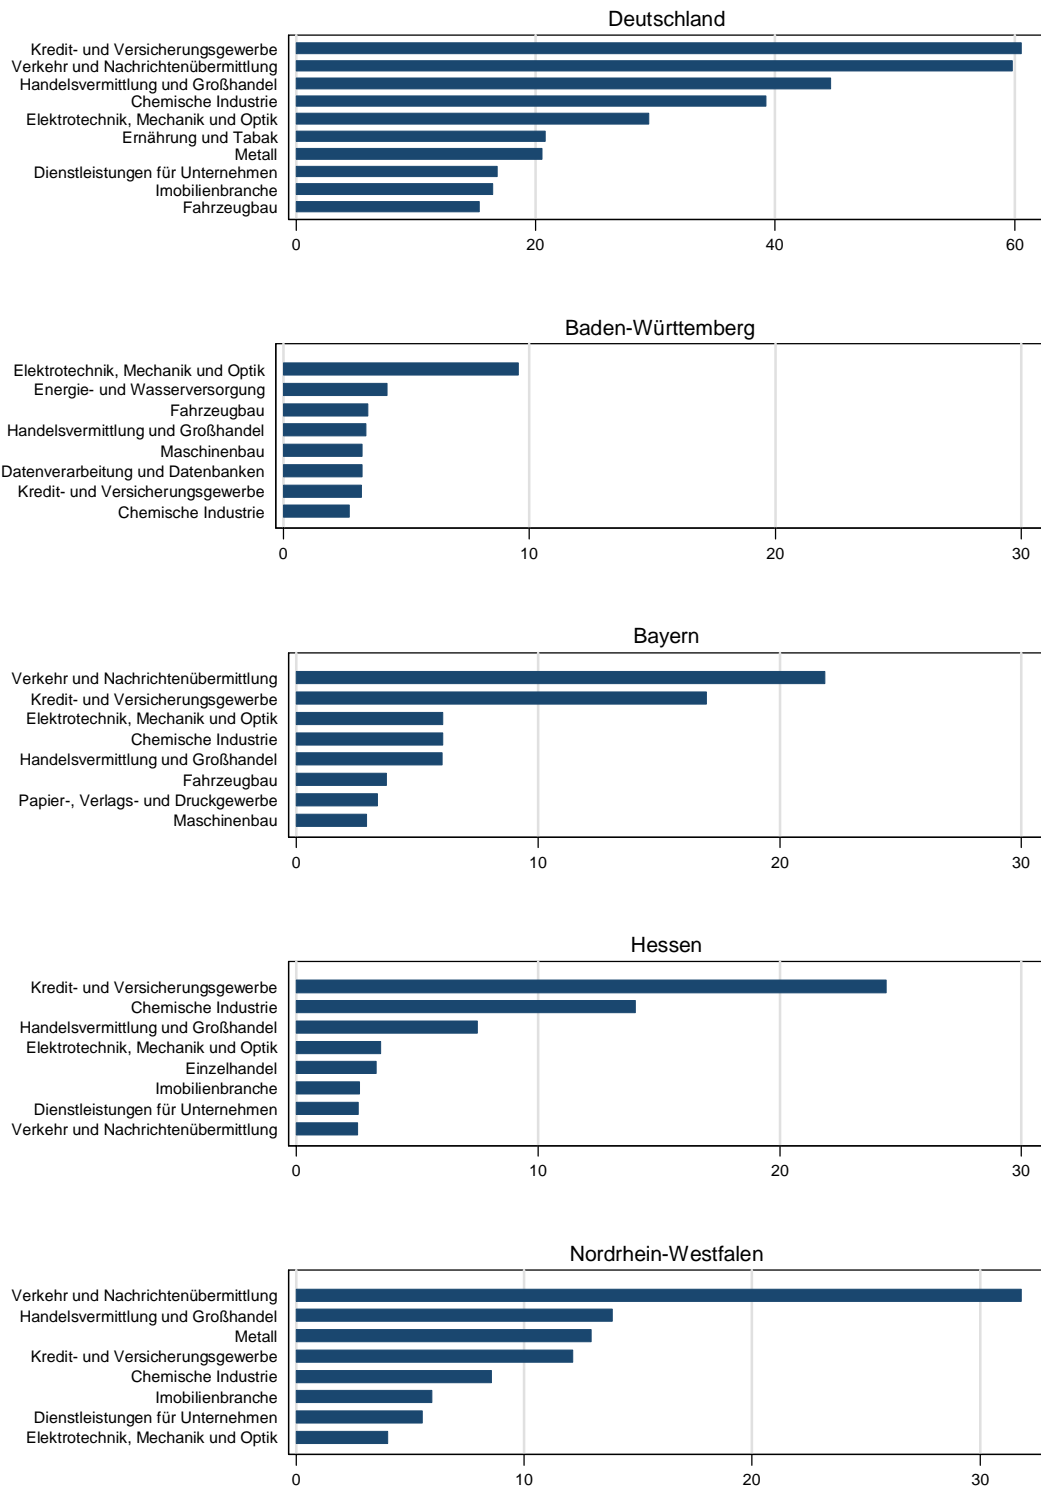 Deutschland
Kredit- und Versicherungsgewerbe
Verkehr und Nachrichtenübermittlung
Handelsvermittlung und Großhandel
Chemische Industrie
Elektrotechnik, Mechanik und Optik
Ernährung und Tabak
Metall
Dienstleistungen für Unternehmen
Imobilienbranche
Fahrzeugbau
0 20 40 60
Baden-Württemberg
Elektrotechnik, Mechanik und Optik
Energie- und Wasserversorgung
Fahrzeugbau
Handelsvermittlung und Großhandel
Maschinenbau
Datenverarbeitung und Datenbanken
Kredit- und Versicherungsgewerbe
Chemische Industrie
0 10 20 30
Bayern
Verkehr und Nachrichtenübermittlung
Kredit- und Versicherungsgewerbe
Elektrotechnik, Mechanik und Optik
Chemische Industrie
Handelsvermittlung und Großhandel
Fahrzeugbau
Papier-, Verlags- und Druckgewerbe
Maschinenbau
0 10 20 30
Hessen
Kredit- und Versicherungsgewerbe
Chemische Industrie
Handelsvermittlung und Großhandel
Elektrotechnik, Mechanik und Optik
Einzelhandel
Imobilienbranche
Dienstleistungen für Unternehmen
Verkehr und Nachrichtenübermittlung
0 10 20 30
Nordrhein-Westfalen
Verkehr und Nachrichtenübermittlung
Handelsvermittlung und Großhandel
Metall
Kredit- und Versicherungsgewerbe
Chemische Industrie
Imobilienbranche
Dienstleistungen für Unternehmen
Elektrotechnik, Mechanik und Optik
0 10 20 30